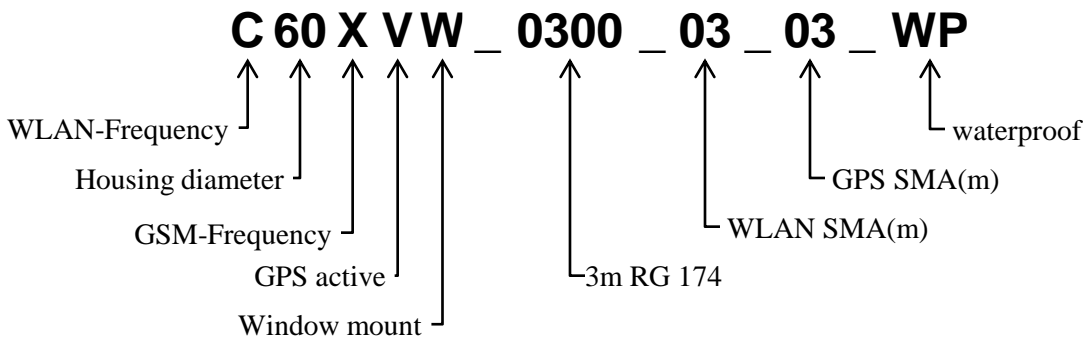 C 60 X V W _ 0300 _ 03 _ 03 _ WP
WLAN-Frequency
waterproof
Housing diameter
GPS SMA(m)
GSM-Frequency
WLAN SMA(m)
GPS active
3m RG 174
Window mount